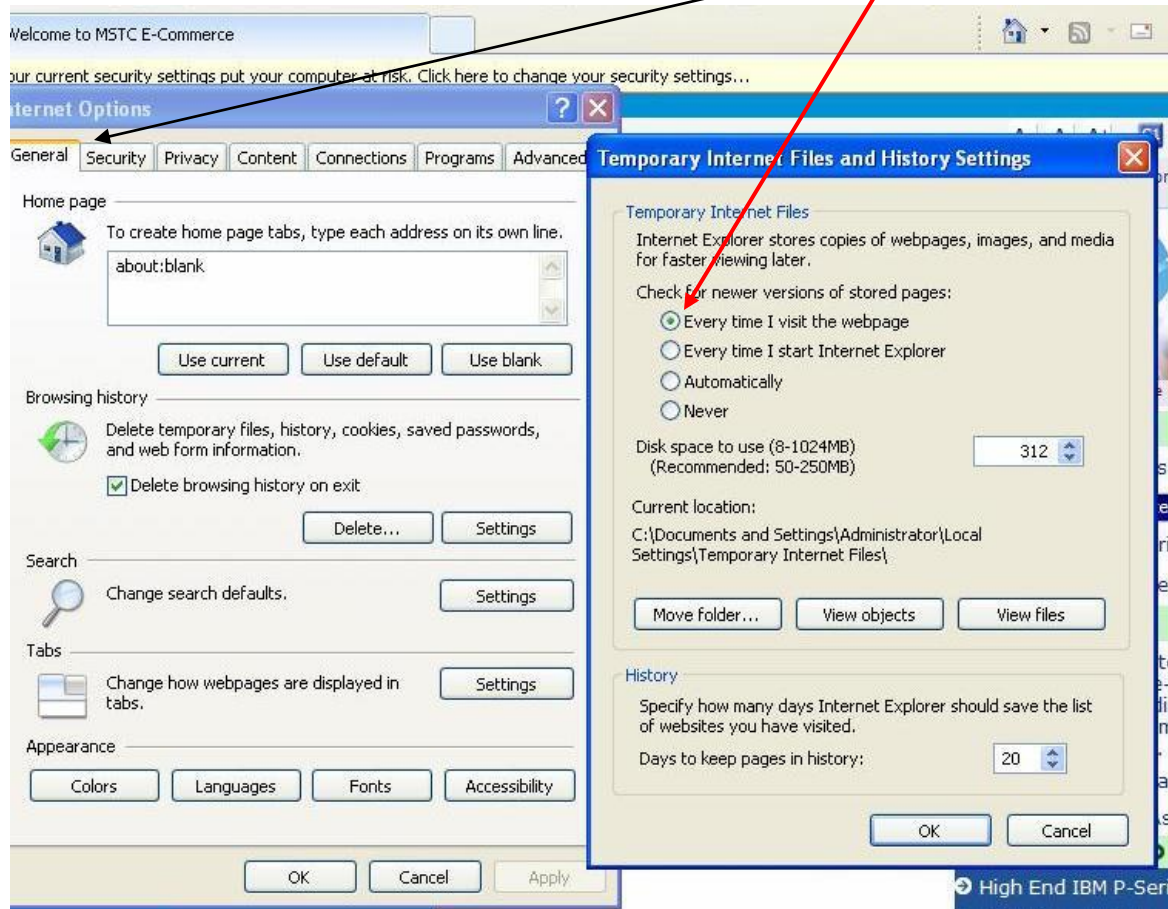 Welcome to MSTC E-Commerce
our current security settings put your computer at risk. Click here to change your security settings...
nternet Options
General Security Privacy Content Connections Programs Advanced
Home page
To create home page tabs, type each address on its own line.
about:blank
Use current Use default Use blank
Browsing history
Delete temporary files, history, cookies, saved passwords,
and web form information.
Delete browsing history on exit
Delete... Settings
Search
Change search defaults.
Settings
Tabs
Change how webpages are displayed in
tabs.
Settings
Appearance
Colors Languages Fonts Accessibility
OK Cancel Apply
Temporary Internet Files and History Settings
Temporary Internet Files
Internet Explorer stores copies of webpages, images, and media
for faster viewing later.
Check for newer versions of stored pages:
Every time I visit the webpage
Every time I start Internet Explorer
Automatically
Never
Disk space to use (8-1024MB) 312
(Recommended: 50-250MB)
Current location:
C:\Documents and Settings\Administrator\Local
Settings\Temporary Internet Files\
Move folder... View objects View files
History
Specify how many days Internet Explorer should save the list
of websites you have visited.
Days to keep pages in history: 20
OK Cancel
High End IBM P-Seri